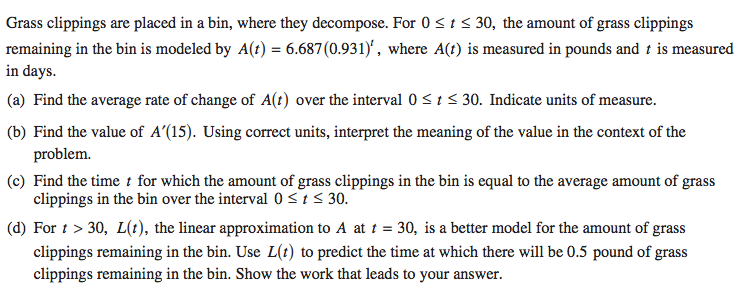 Grass clippings are placed in a bin, where they decompose. For 0 ≤ t ≤ 30, the amount of grass clippings
remaining in the bin is modeled by A(t) = 6.687(0.931)^t, where A(t) is measured in pounds and t is measured
in days.
(a) Find the average rate of change of A(t) over the interval 0 ≤ t ≤ 30. Indicate units of measure.
(b) Find the value of A′(15). Using correct units, interpret the meaning of the value in the context of the
problem.
(c) Find the time t for which the amount of grass clippings in the bin is equal to the average amount of grass
clippings in the bin over the interval 0 ≤ t ≤ 30.
(d) For t > 30, L(t), the linear approximation to A at t = 30, is a better model for the amount of grass
clippings remaining in the bin. Use L(t) to predict the time at which there will be 0.5 pound of grass
clippings remaining in the bin. Show the work that leads to your answer.